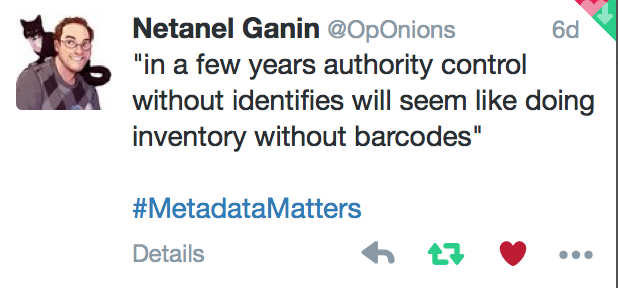 Netanel Ganin @OpOnions 6d
"in a few years authority control
without identifies will seem like doing
inventory without barcodes"
#MetadataMatters
Details